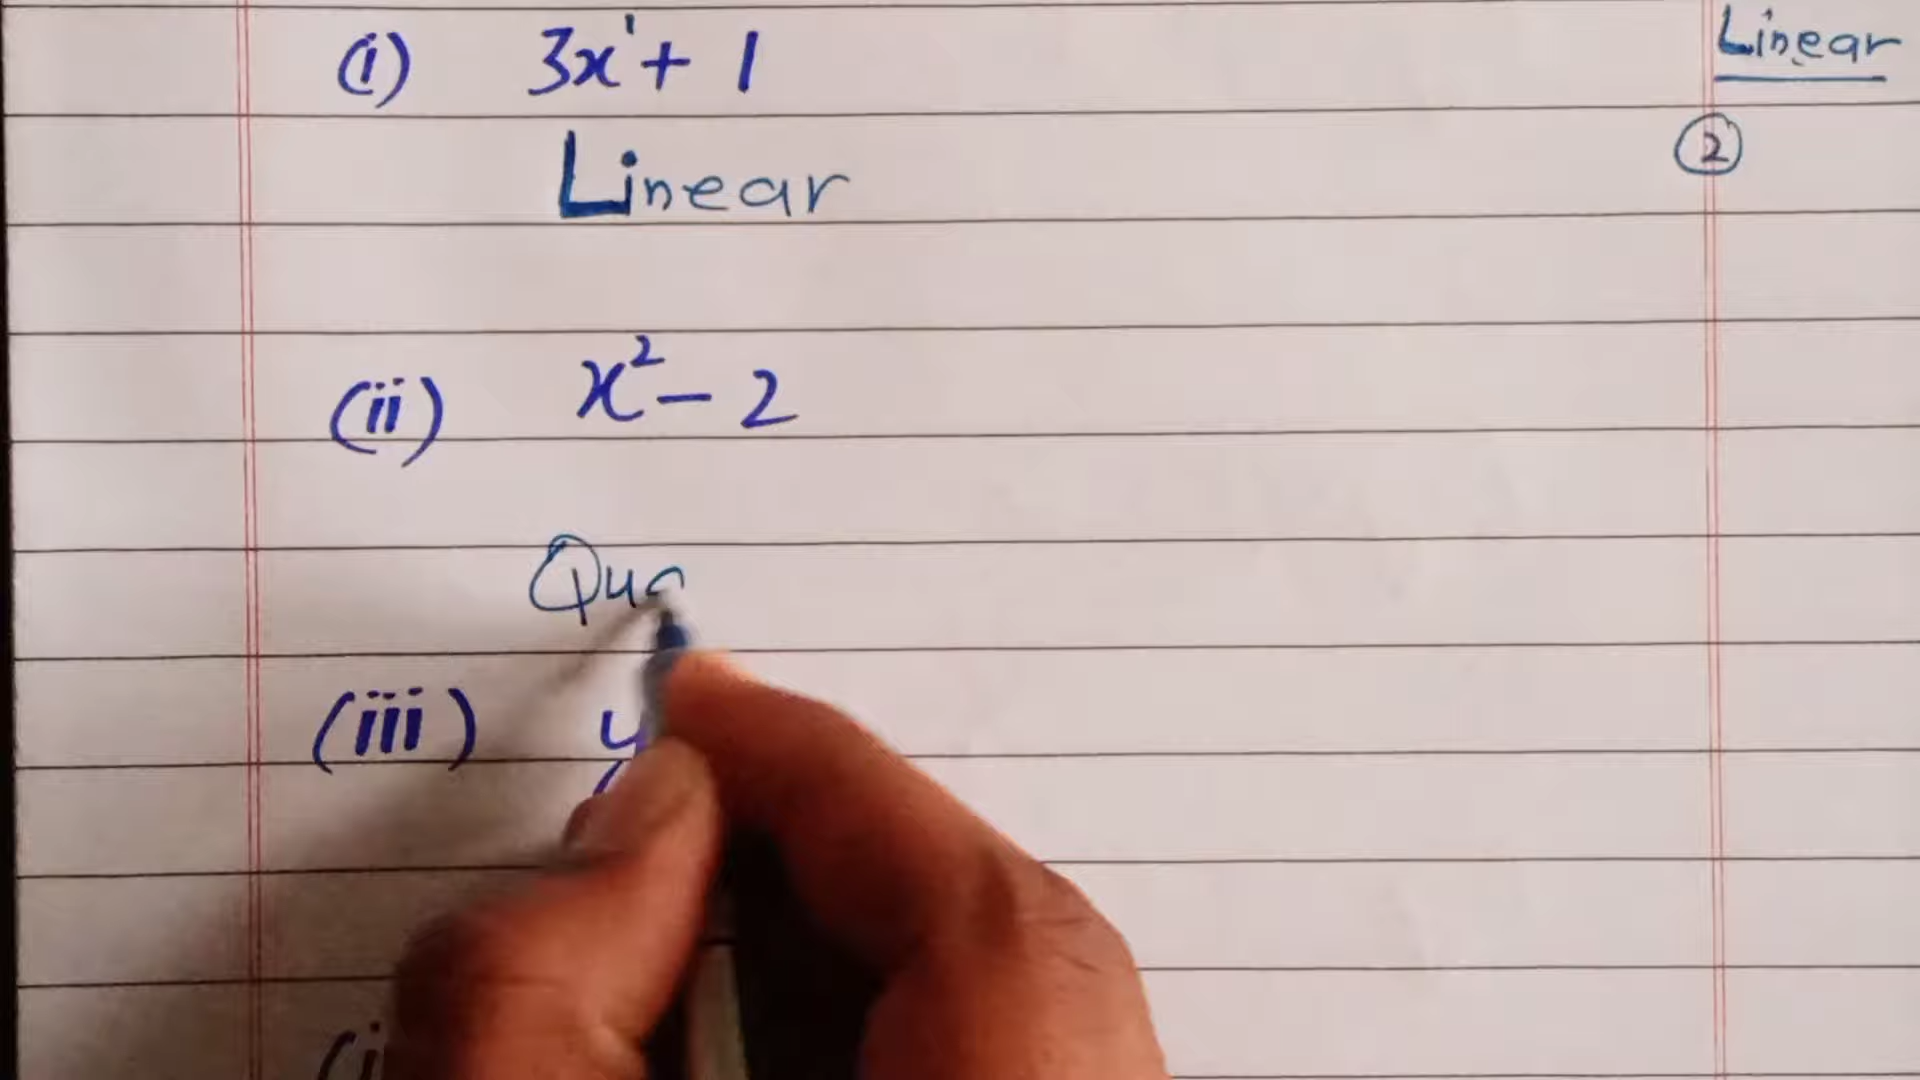 (i) 3x¹ + 1
Linear
Linear
②
(ii) x² - 2
Qua
(iii) y